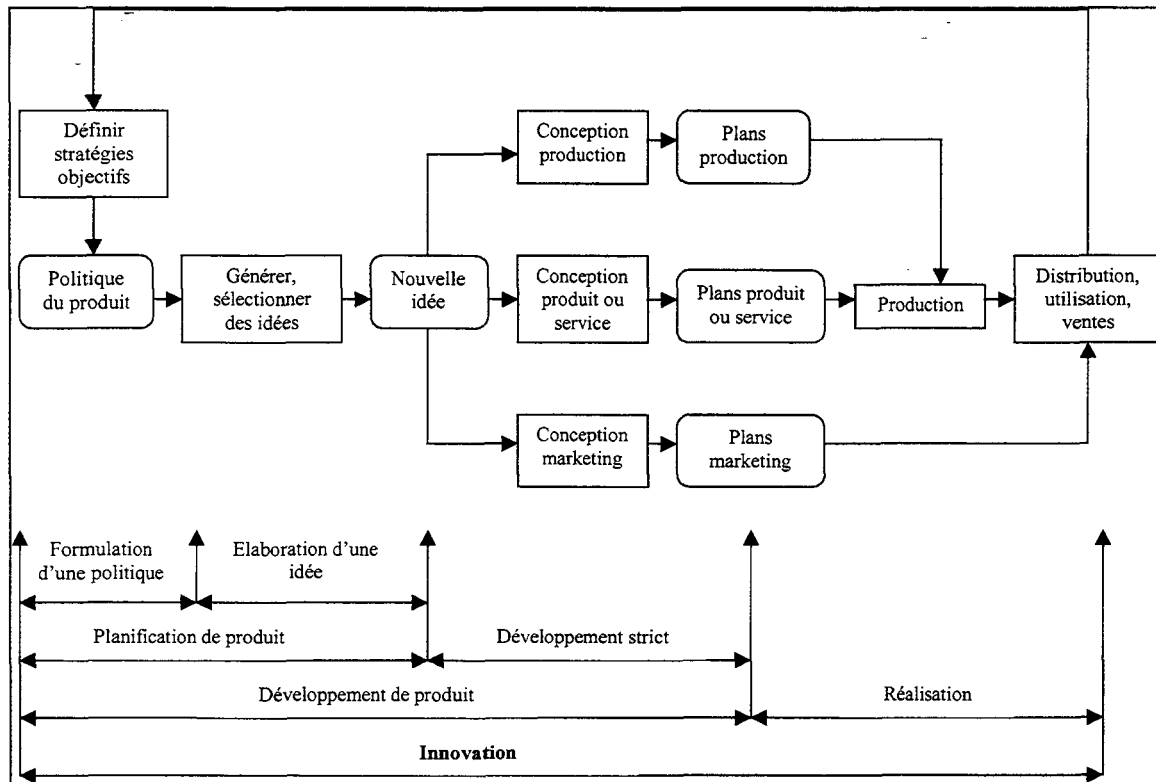 Définir
stratégies
objectifs
Conception
production
Plans
production
Politique
du produit
Générer,
sélectionner
des idées
Nouvelle
idée
Conception
produit ou
service
Plans produit
ou service
Production
Distribution,
utilisation,
ventes
Conception
marketing
Plans
marketing
Formulation
d'une politique
Elaboration d'une
idée
Planification de produit
Développement strict
Développement de produit
Réalisation
Innovation